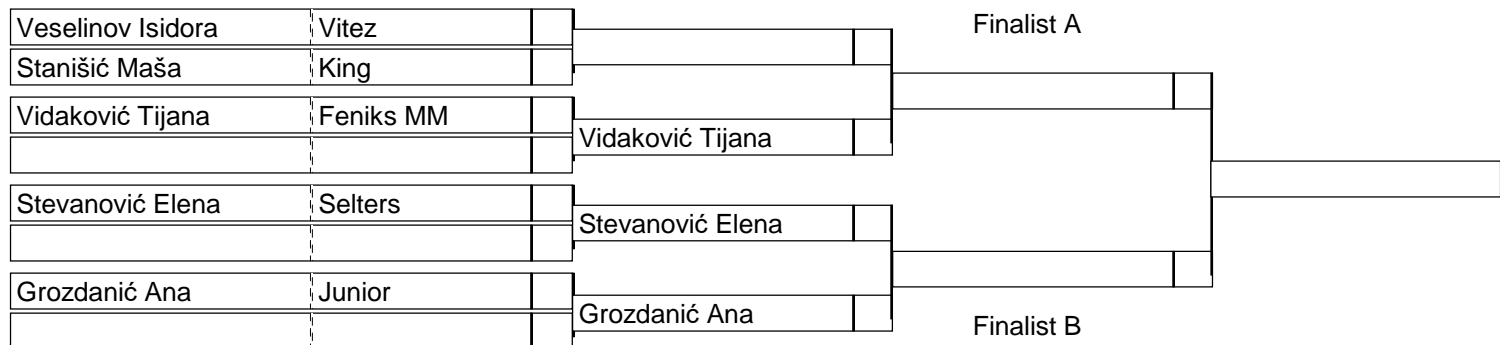 Veselinov Isidora Vitez
Finalist A
Stanišić Maša King
Vidaković Tijana Feniks MM
Vidaković Tijana
Stevanović Elena Selters
Stevanović Elena
Grozdanić Ana Junior
Grozdanić Ana
Finalist B